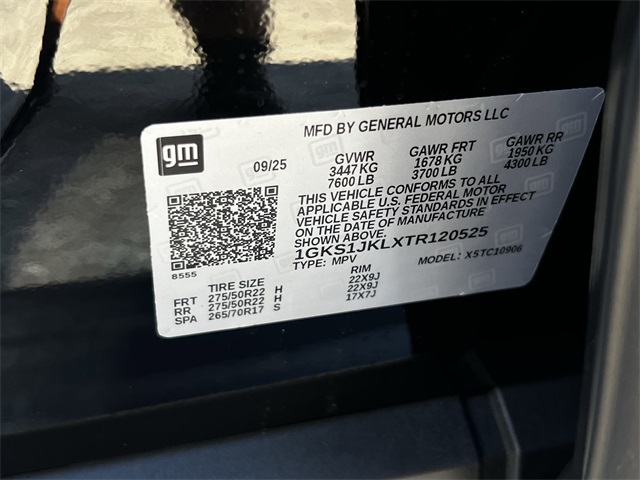 MFD BY GENERAL MOTORS LLC
gm
09/25 GVWR GAWR FRT GAWR RR
3447 KG 1678 KG 1950 KG
7600 LB 3700 LB 4300 LB
THIS VEHICLE CONFORMS TO ALL
APPLICABLE U.S. FEDERAL MOTOR
VEHICLE SAFETY STANDARDS IN EFFECT
ON THE DATE OF MANUFACTURE
SHOWN ABOVE.
1GKS1JKLXTR120525
TYPE: MPV MODEL: X5TC10906
8555
TIRE SIZE RIM
FRT 275/50R22 H 22X9J
RR 275/50R22 H 22X9J
SPA 265/70R17 S 17X7J